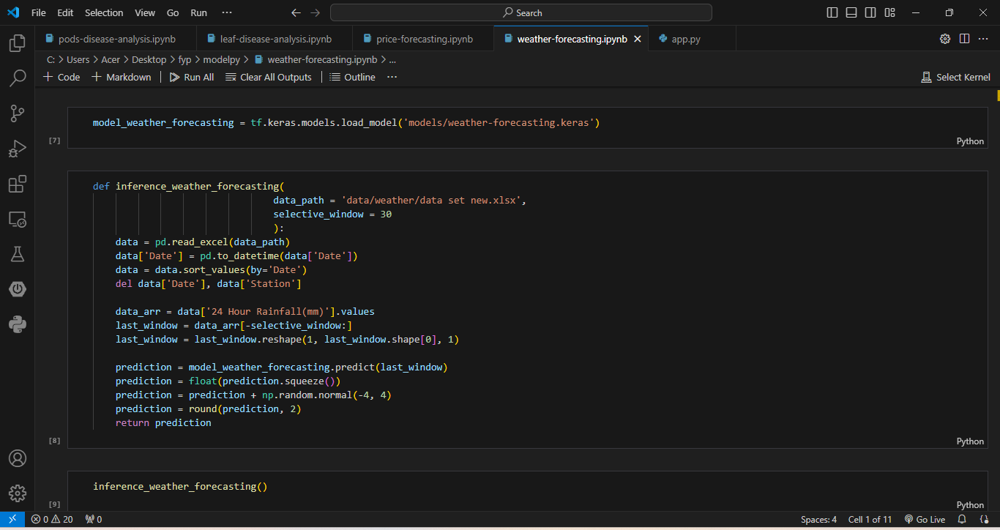 File Edit Selection View Go Run ··· Search
pods-disease-analysis.ipynb leaf-disease-analysis.ipynb price-forecasting.ipynb weather-forecasting.ipynb app.py
C: > Users > Acer > Desktop > fyp > modelpy > weather-forecasting.ipynb > ...
+ Code + Markdown | Run All Clear All Outputs | Outline ··· Select Kernel
model_weather_forecasting = tf.keras.models.load_model('models/weather-forecasting.keras')
[7] Python
def inference_weather_forecasting(
data_path = 'data/weather/data set new.xlsx',
selective_window = 30
):
data = pd.read_excel(data_path)
data['Date'] = pd.to_datetime(data['Date'])
data = data.sort_values(by='Date')
del data['Date'], data['Station']
data_arr = data['24 Hour Rainfall(mm)'].values
last_window = data_arr[-selective_window:]
last_window = last_window.reshape(1, last_window.shape[0], 1)
prediction = model_weather_forecasting.predict(last_window)
prediction = float(prediction.squeeze())
prediction = prediction + np.random.normal(-4, 4)
prediction = round(prediction, 2)
return prediction
[8] Python
inference_weather_forecasting()
[9] Python
0 20 0 Spaces: 4 Cell 1 of 11 Go Live